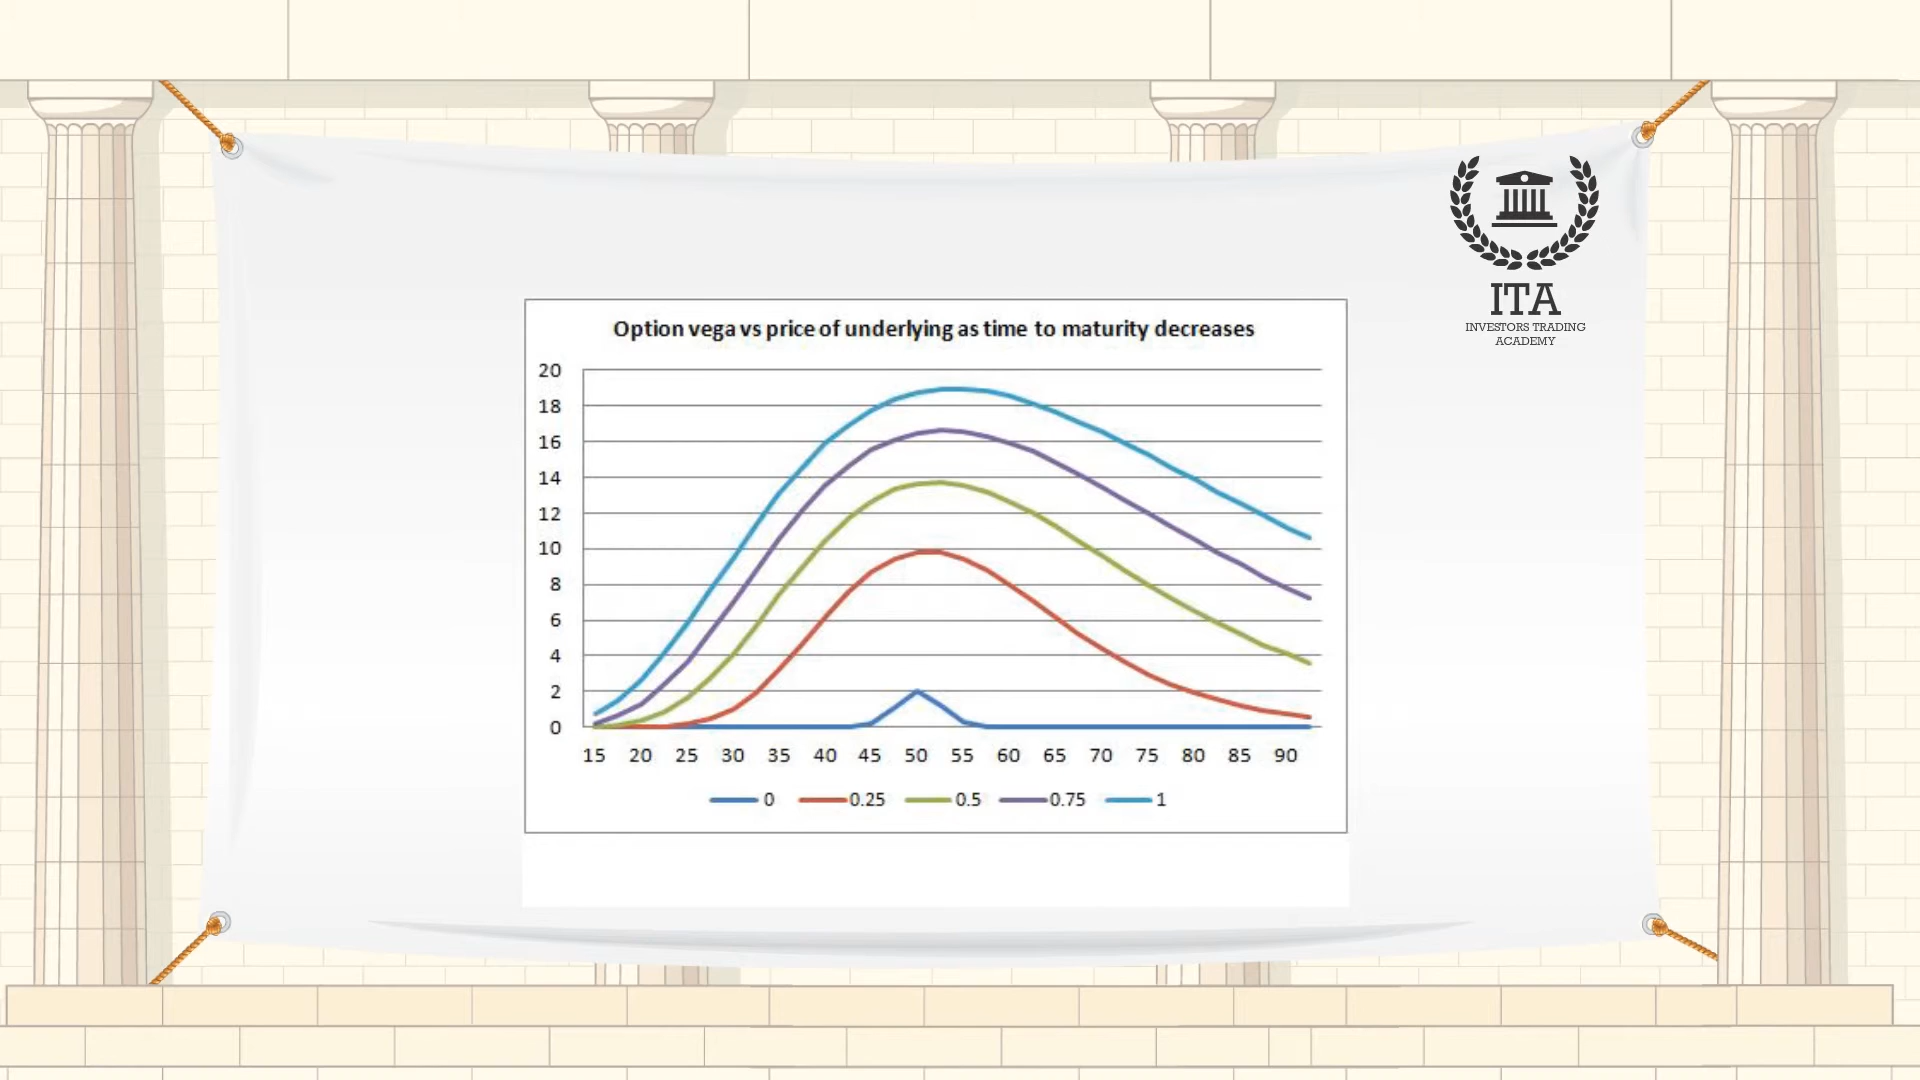 ITA
INVESTORS TRADING
ACADEMY
Option vega vs price of underlying as time to maturity decreases
20
18
16
14
12
10
8
6
4
2
0
15 20 25 30 35 40 45 50 55 60 65 70 75 80 85 90
0 0.25 0.5 0.75 1